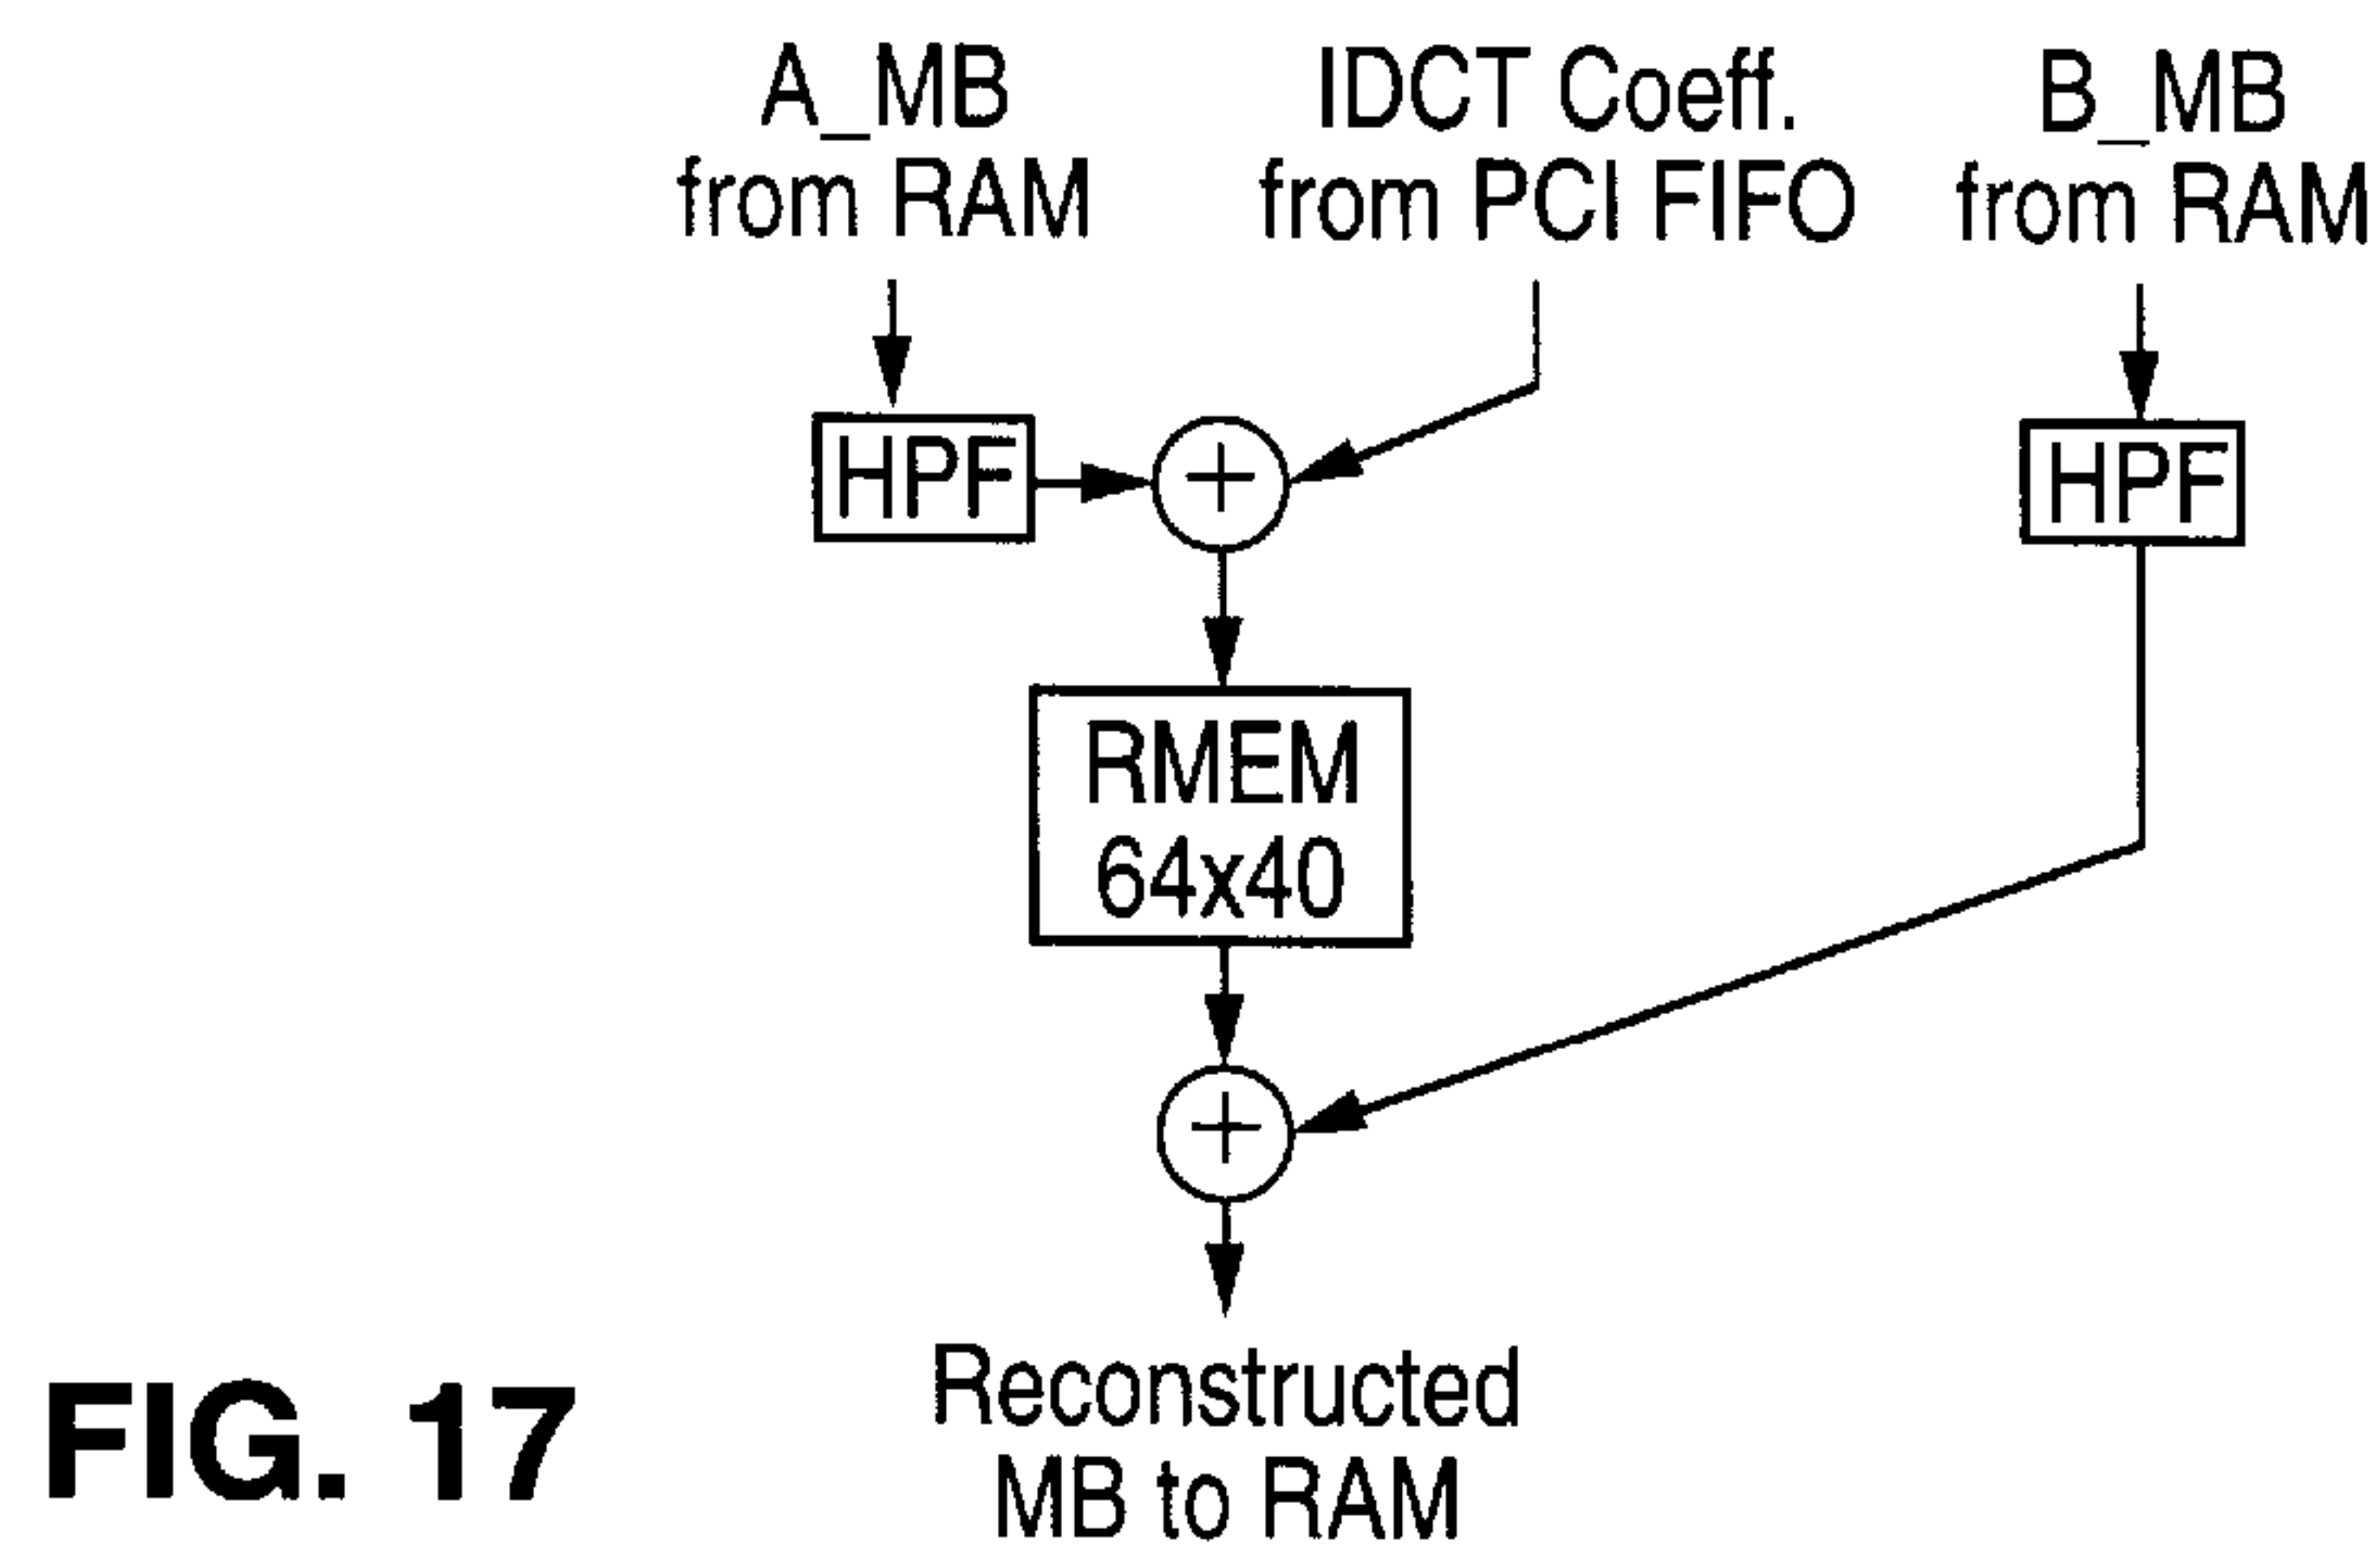 A_MB
from RAM
IDCT Coeff.
from PCI FIFO
B_MB
from RAM
HPF
+
HPF
RMEM
64x40
+
Reconstructed
MB to RAM
FIG. 17